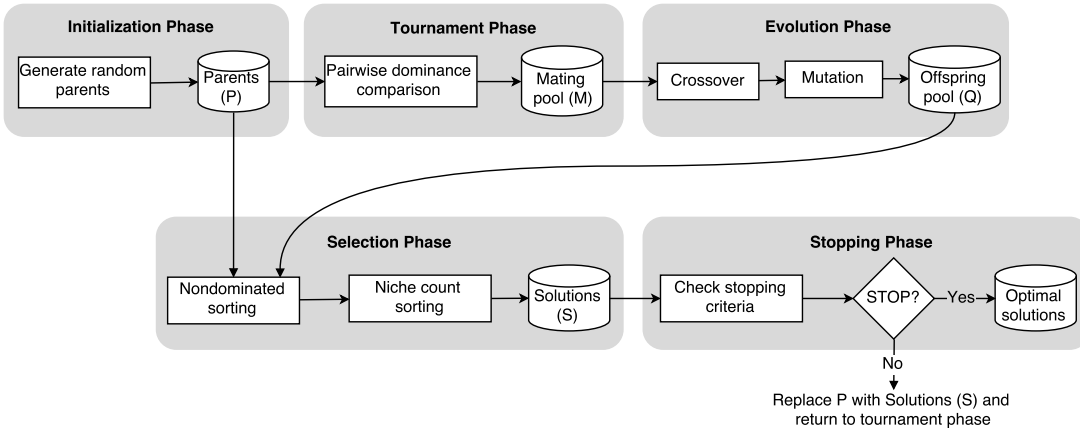 Initialization Phase
Generate random
parents
Parents
(P)
Tournament Phase
Pairwise dominance
comparison
Mating
pool (M)
Evolution Phase
Crossover
Mutation
Offspring
pool (Q)
Selection Phase
Nondominated
sorting
Niche count
sorting
Solutions
(S)
Stopping Phase
Check stopping
criteria
STOP?
Yes
Optimal
solutions
No
Replace P with Solutions (S) and
return to tournament phase